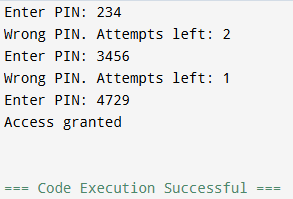 Enter PIN: 234
Wrong PIN. Attempts left: 2
Enter PIN: 3456
Wrong PIN. Attempts left: 1
Enter PIN: 4729
Access granted
=== Code Execution Successful ===